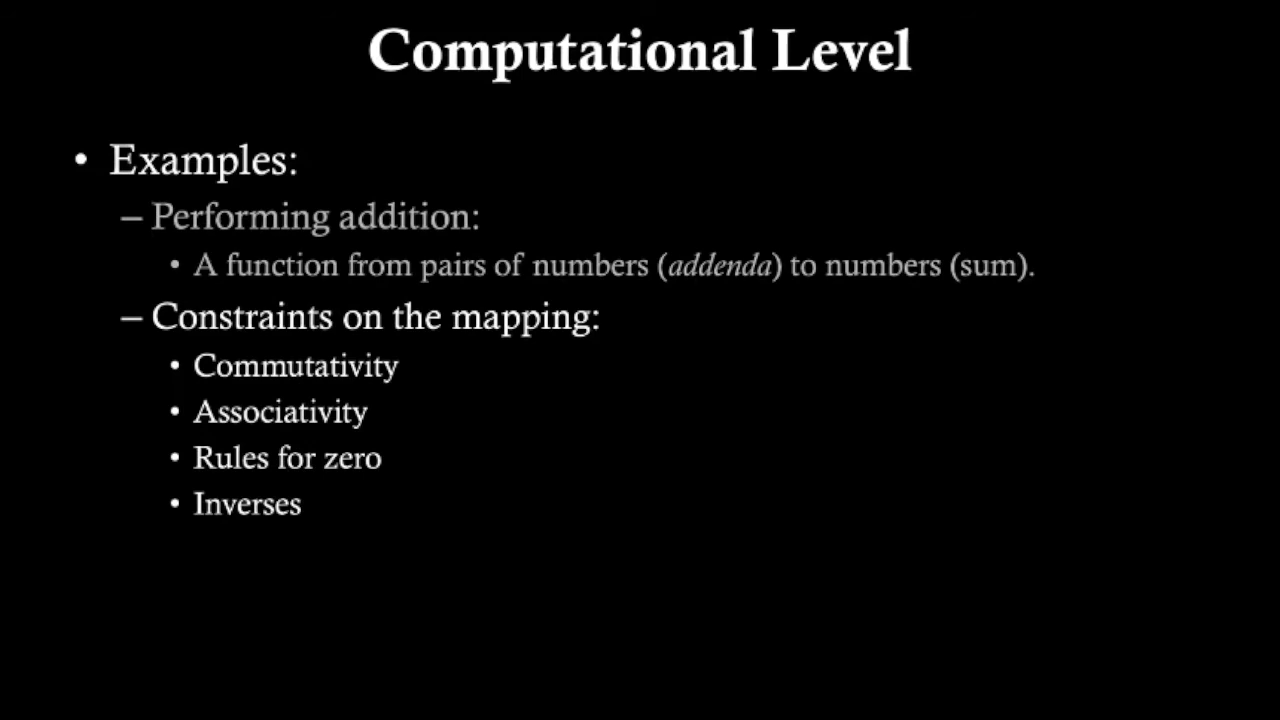 Computational Level
• Examples:
– Performing addition:
• A function from pairs of numbers (addenda) to numbers (sum).
– Constraints on the mapping:
• Commutativity
• Associativity
• Rules for zero
• Inverses